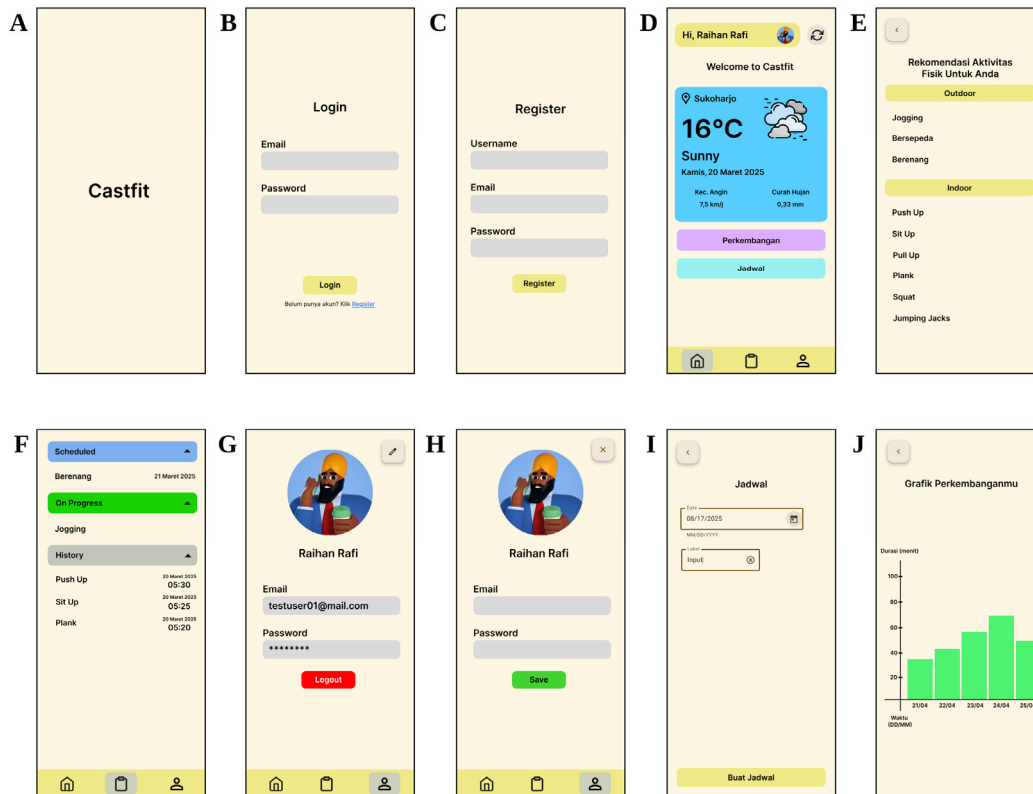 A
Castfit
B
Login
Email
Password
Login
Belum punya akun? Klik Register
C
Register
Username
Email
Password
Register
D
Hi, Raihan Rafi
Welcome to Castfit
Sukoharjo
16°C
Sunny
Kamis, 20 Maret 2025
Kec. Angin Curah Hujan
7,5 km/j 0,33 mm
Perkembangan
Jadwal
E
Rekomendasi Aktivitas
Fisik Untuk Anda
Outdoor
Jogging
Bersepeda
Berenang
Indoor
Push Up
Sit Up
Pull Up
Plank
Squat
Jumping Jacks
F
Scheduled
Berenang 21 Maret 2025
On Progress
Jogging
History
Push Up 20 Maret 2025
05:30
Sit Up 20 Maret 2025
05:25
Plank 20 Maret 2025
05:20
G
Raihan Rafi
Email
testuser01@mail.com
Password
********
Logout
H
Raihan Rafi
Email
Password
Save
I
Jadwal
Date
08/17/2025
MM/DD/YYYY
Label
Input
Buat Jadwal
J
Grafik Perkembanganmu
Durasi (menit)
100
80
60
40
20
21/04 22/04 23/04 24/04 25/0
Waktu
(DD/MM)